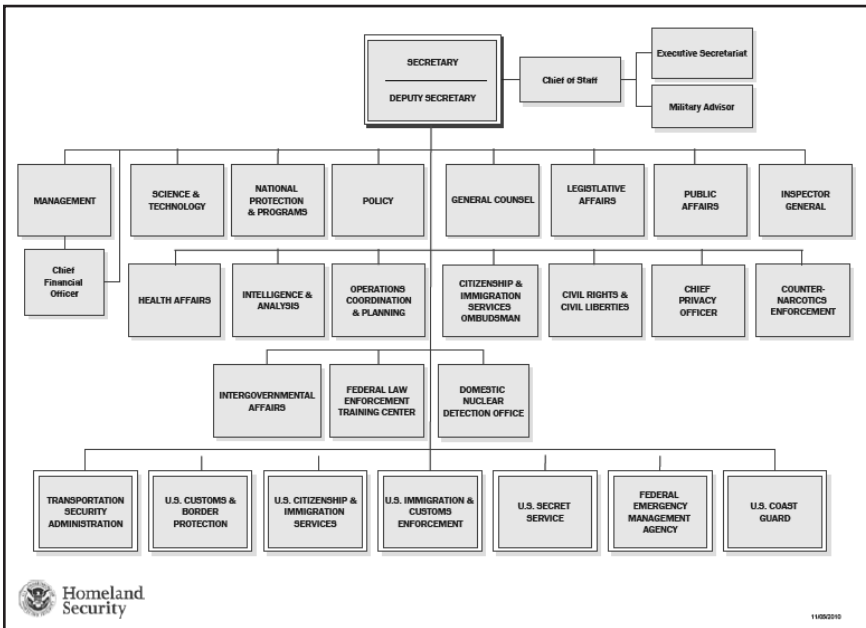 SECRETARY
DEPUTY SECRETARY
Chief of Staff
Executive Secretariat
Military Advisor
MANAGEMENT
SCIENCE &
TECHNOLOGY
NATIONAL
PROTECTION
& PROGRAMS
POLICY
GENERAL COUNSEL
LEGISTLATIVE
AFFAIRS
PUBLIC
AFFAIRS
INSPECTOR
GENERAL
Chief
Financial
Officer
HEALTH AFFAIRS
INTELLIGENCE &
ANALYSIS
OPERATIONS
COORDINATION
& PLANNING
CITIZENSHIP &
IMMIGRATION
SERVICES
OMBUDSMAN
CIVIL RIGHTS &
CIVIL LIBERTIES
CHIEF
PRIVACY
OFFICER
COUNTER-
NARCOTICS
ENFORCEMENT
INTERGOVERNMENTAL
AFFAIRS
FEDERAL LAW
ENFORCEMENT
TRAINING CENTER
DOMESTIC
NUCLEAR
DETECTION OFFICE
TRANSPORTATION
SECURITY
ADMINISTRATION
U.S. CUSTOMS &
BORDER
PROTECTION
U.S. CITIZENSHIP &
IMMIGRATION
SERVICES
U.S. IMMIGRATION &
CUSTOMS
ENFORCEMENT
U.S. SECRET
SERVICE
FEDERAL
EMERGENCY
MANAGEMENT
AGENCY
U.S. COAST
GUARD
Homeland
Security